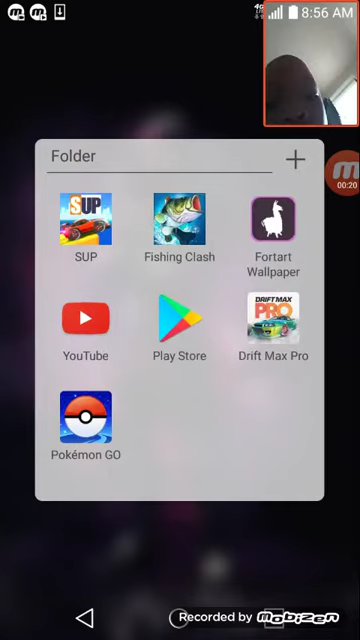 4G
8:56 AM
00:20
Folder
SUP
SUP
Fishing Clash
Fortart
Wallpaper
DRIFT MAX
PRO
YouTube
Play Store
Drift Max Pro
Pokémon GO
Recorded by mobizen